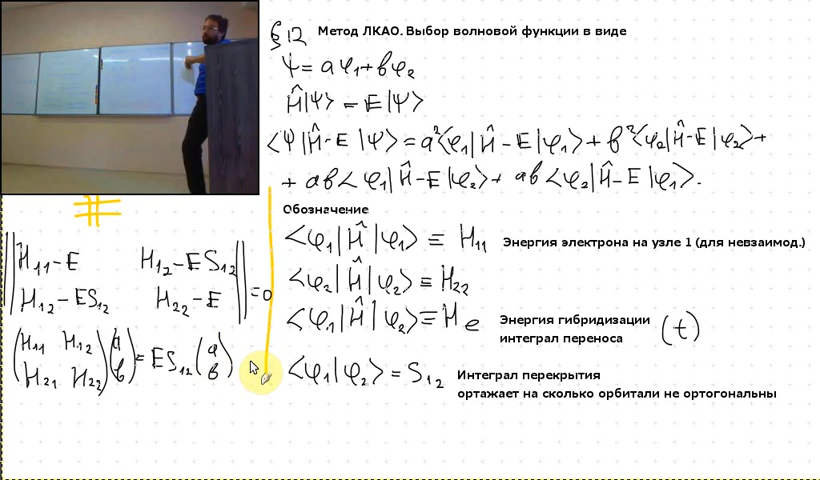 §12 Метод ЛКАО. Выбор волновой функции в виде
Ψ = aφ₁ + bφ₂
Ĥ|Ψ> = E|Ψ>
<Ψ|Ĥ-E|Ψ> = a²<φ₁|Ĥ-E|φ₁> + b²<φ₂|Ĥ-E|φ₂> +
+ ab<φ₁|Ĥ-E|φ₂> + ab<φ₂|Ĥ-E|φ₁>.
Обозначение
<φ₁|Ĥ|φ₁> ≡ H₁₁ Энергия электрона на узле 1 (для невзаимод.)
<φ₂|Ĥ|φ₂> ≡ H₂₂
<φ₁|Ĥ|φ₂> ≡ He Энергия гибридизации
интеграл переноса (t)
<φ₁|φ₂> = S₁₂ Интеграл перекрытия
ортажает на сколько орбитали не ортогональны
||H₁₁-E H₁₂-ES₁₂||
||H₁₂-ES₁₂ H₂₂-E|| = 0
(H₁₁ H₁₂)(a) = ES₁₂(a)
(H₂₁ H₂₂)(b) (b)